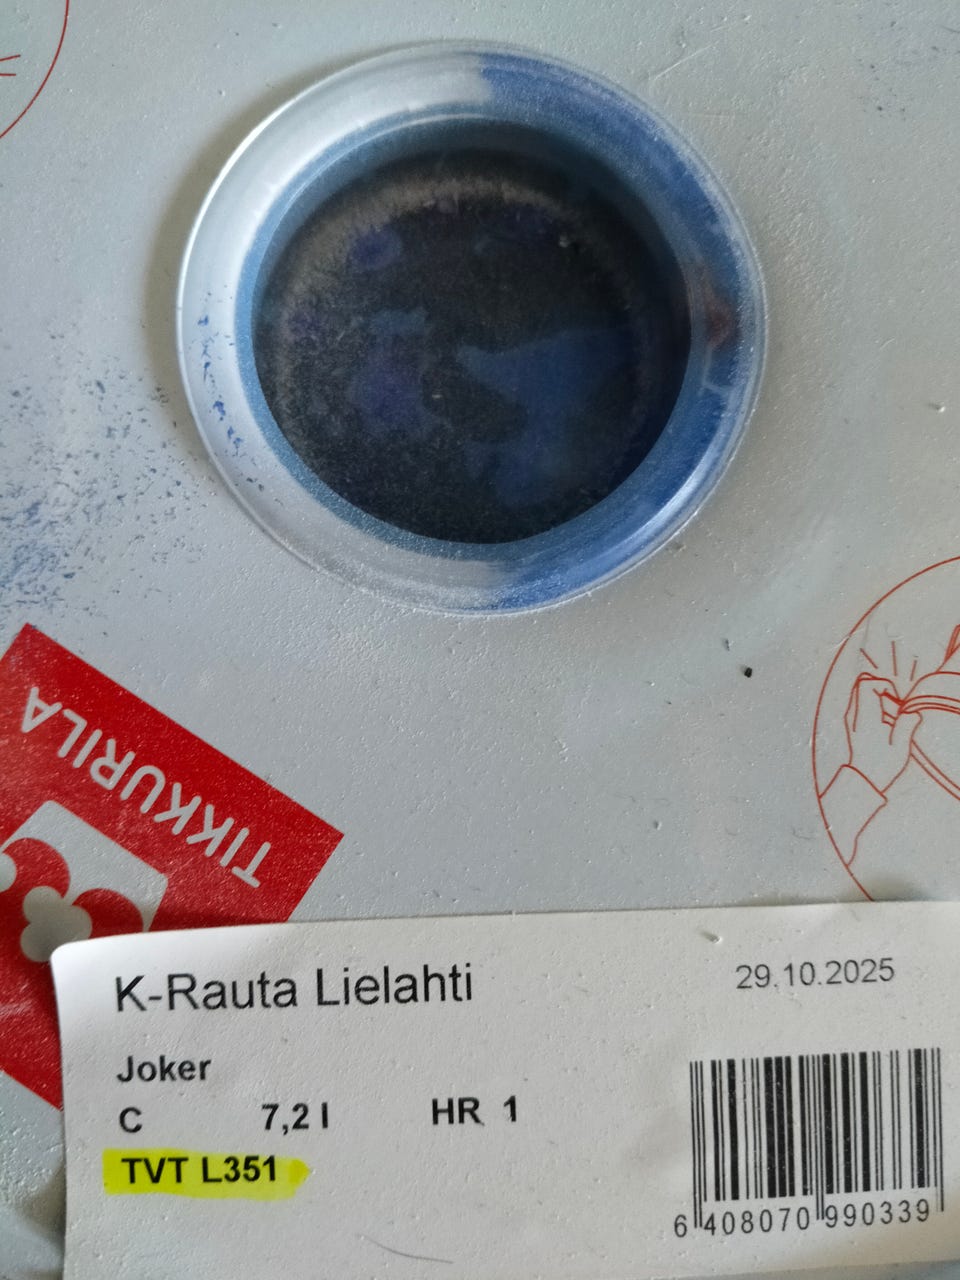 TIKKURILA
K-Rauta Lielahti
29.10.2025
Joker
C 7,2 l HR 1
TVT L351
6 408070 990339